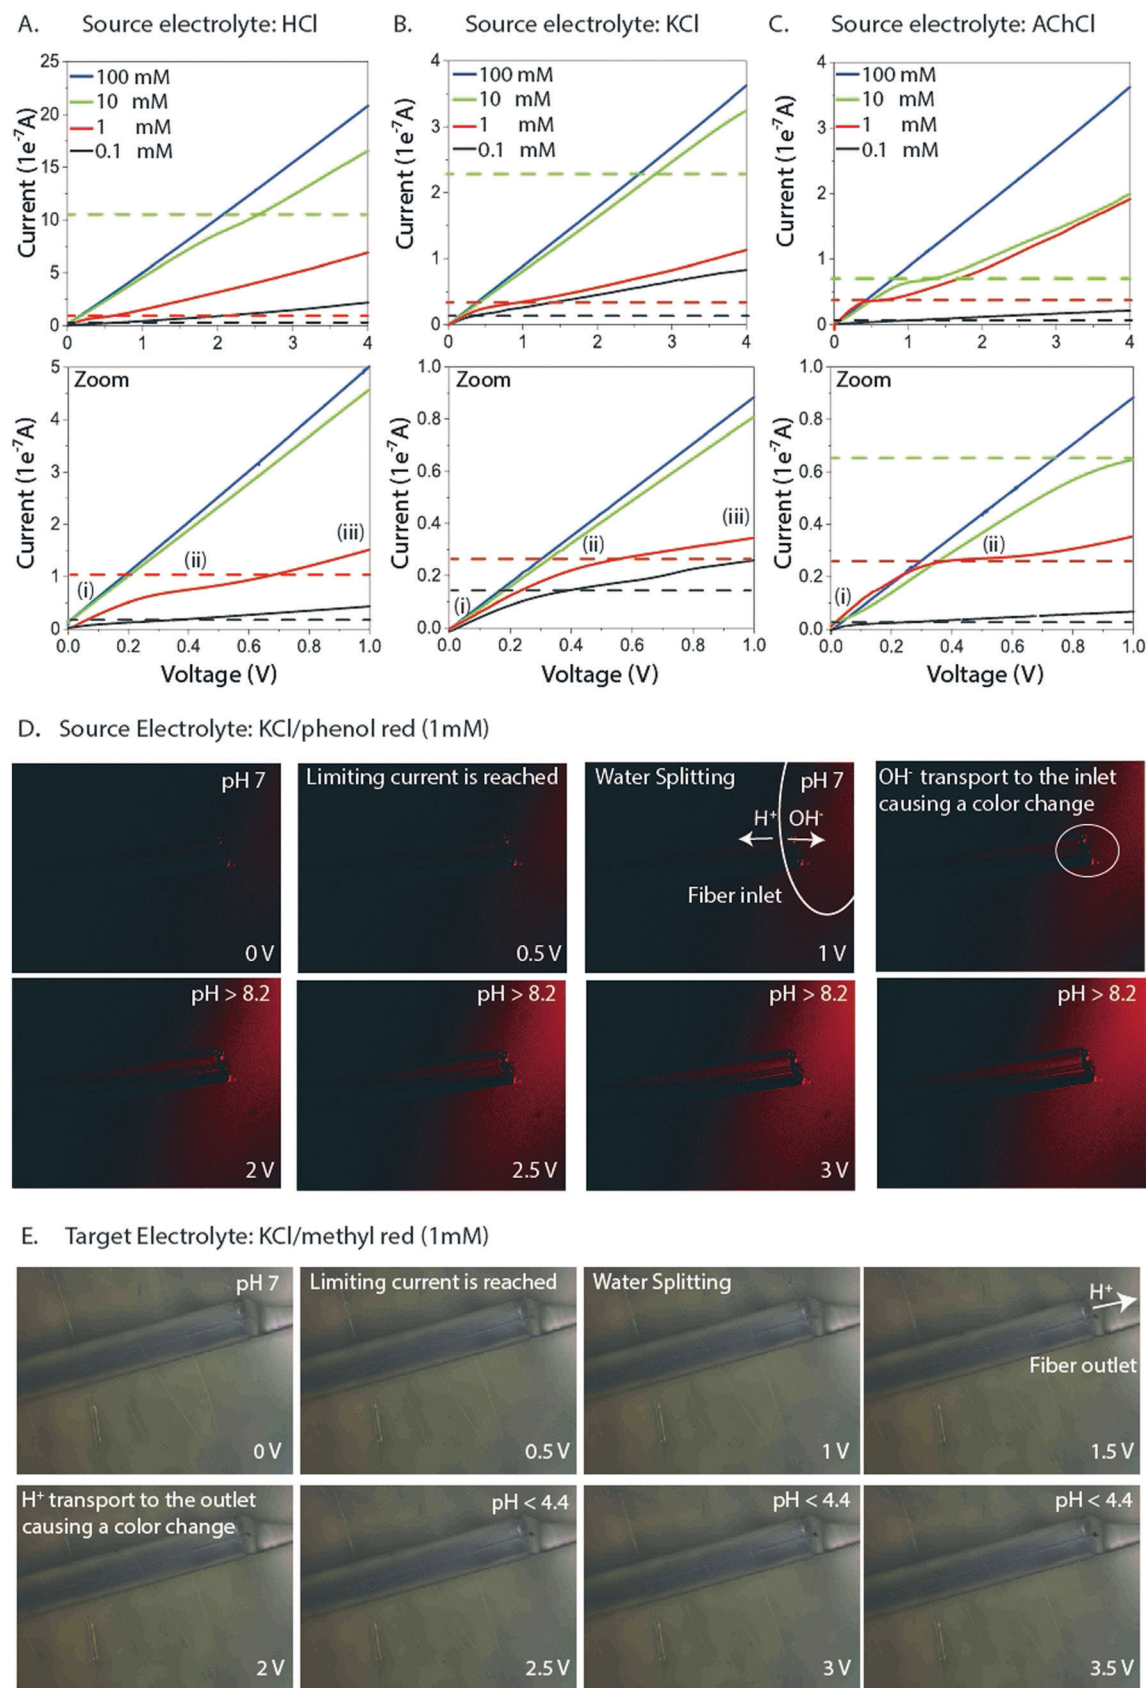 A. Source electrolyte: HCl
B. Source electrolyte: KCl
C. Source electrolyte: AChCl
25
20
15
10
5
0
Current (1e⁻⁷A)
100 mM
10 mM
1 mM
0.1 mM
0 1 2 3 4
4
3
2
1
0
Current (1e⁻⁷A)
100 mM
10 mM
1 mM
0.1 mM
0 1 2 3 4
4
3
2
1
0
Current (1e⁻⁷A)
100 mM
10 mM
1 mM
0.1 mM
0 1 2 3 4
Zoom
5
4
3
2
1
0
Current (1e⁻⁷A)
(i)
(ii)
(iii)
0.0 0.2 0.4 0.6 0.8 1.0
Voltage (V)
Zoom
1.0
0.8
0.6
0.4
0.2
0.0
Current (1e⁻⁷A)
(i)
(ii)
(iii)
0.0 0.2 0.4 0.6 0.8 1.0
Voltage (V)
Zoom
1.0
0.8
0.6
0.4
0.2
0.0
Current (1e⁻⁷A)
(i)
(ii)
0.0 0.2 0.4 0.6 0.8 1.0
Voltage (V)
D. Source Electrolyte: KCl/phenol red (1mM)
pH 7
0 V
Limiting current is reached
0.5 V
Water Splitting
pH 7
H⁺ OH⁻
Fiber inlet
1 V
OH⁻ transport to the inlet
causing a color change
pH > 8.2
2 V
pH > 8.2
2.5 V
pH > 8.2
3 V
pH > 8.2
E. Target Electrolyte: KCl/methyl red (1mM)
pH 7
0 V
Limiting current is reached
0.5 V
Water Splitting
1 V
H⁺
Fiber outlet
1.5 V
H⁺ transport to the outlet
causing a color change
2 V
pH < 4.4
2.5 V
pH < 4.4
3 V
pH < 4.4
3.5 V